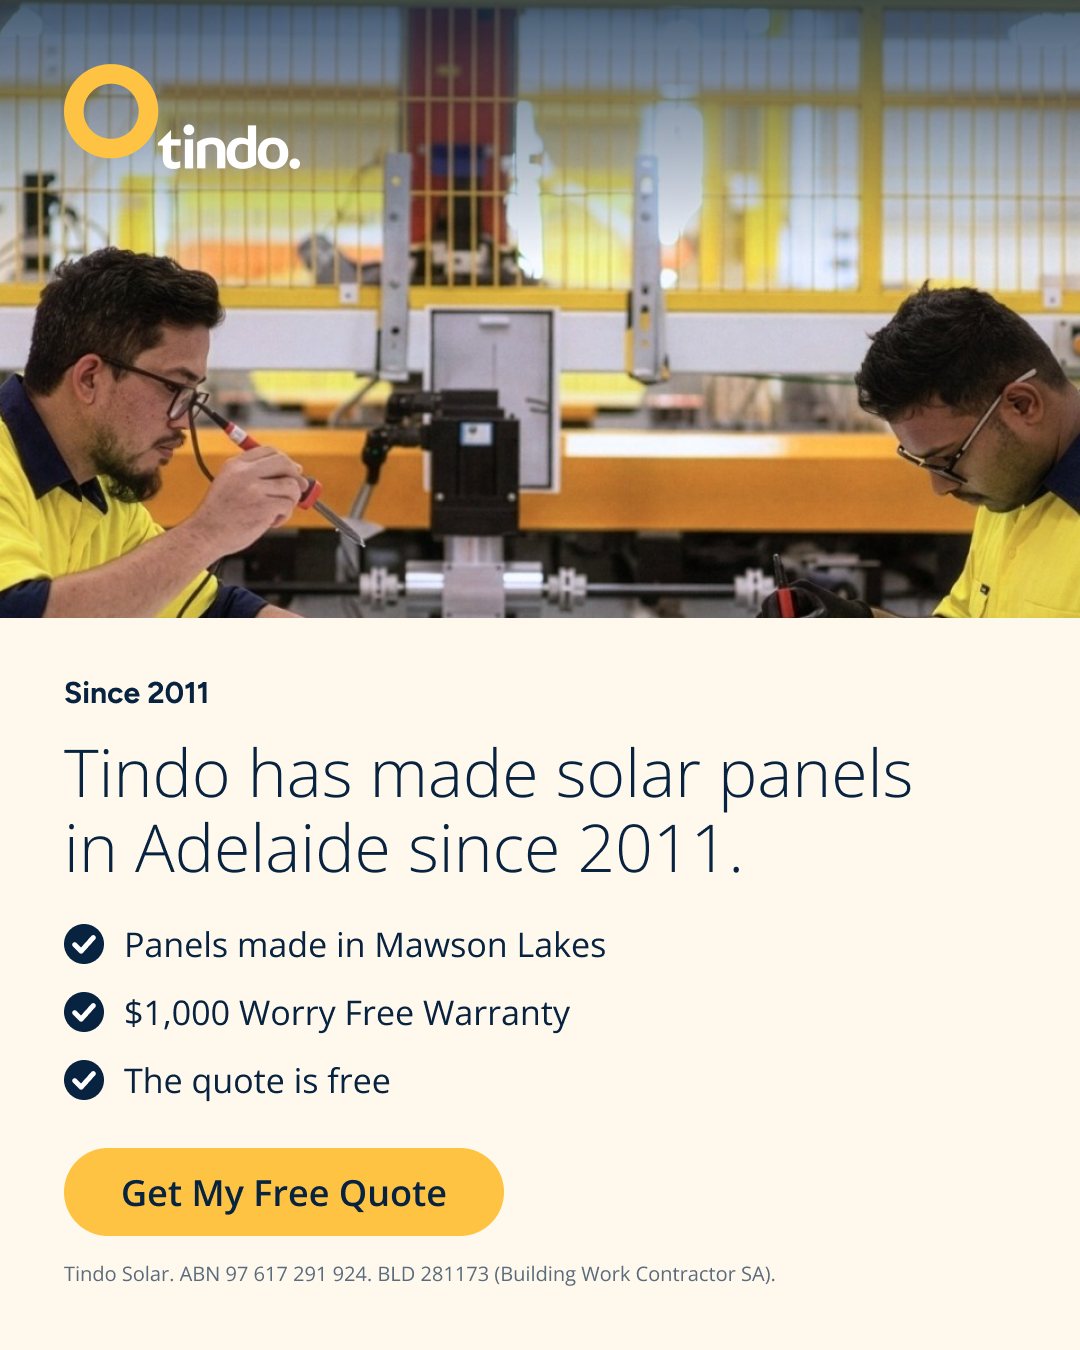 tindo.
Since 2011
Tindo has made solar panels
in Adelaide since 2011.
Panels made in Mawson Lakes
$1,000 Worry Free Warranty
The quote is free
Get My Free Quote
Tindo Solar. ABN 97 617 291 924. BLD 281173 (Building Work Contractor SA).